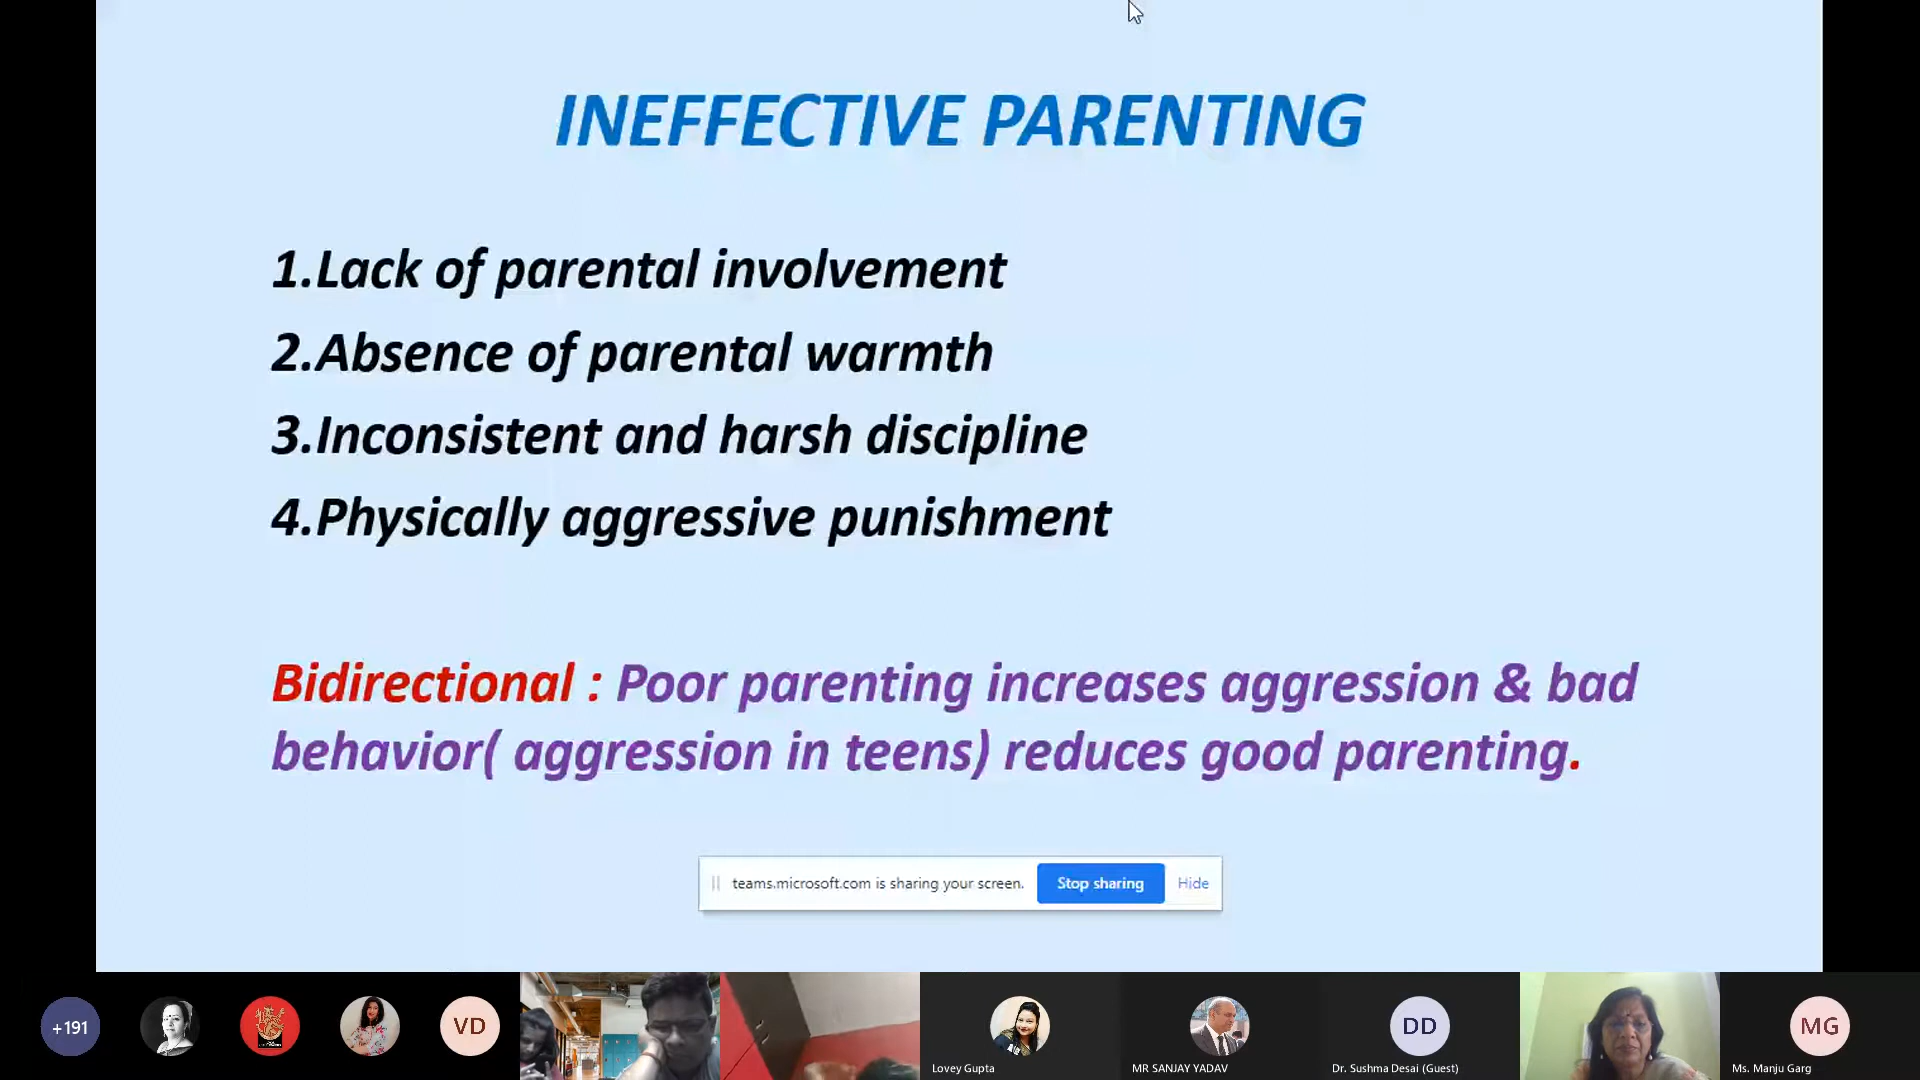 INEFFECTIVE PARENTING
1.Lack of parental involvement
2.Absence of parental warmth
3.Inconsistent and harsh discipline
4.Physically aggressive punishment
Bidirectional : Poor parenting increases aggression & bad
behavior( aggression in teens) reduces good parenting.
teams.microsoft.com is sharing your screen. Stop sharing Hide
+191 VD DD MG
Lovey Gupta MR SANJAY YADAV Dr. Sushma Desai (Guest) Ms. Manju Garg